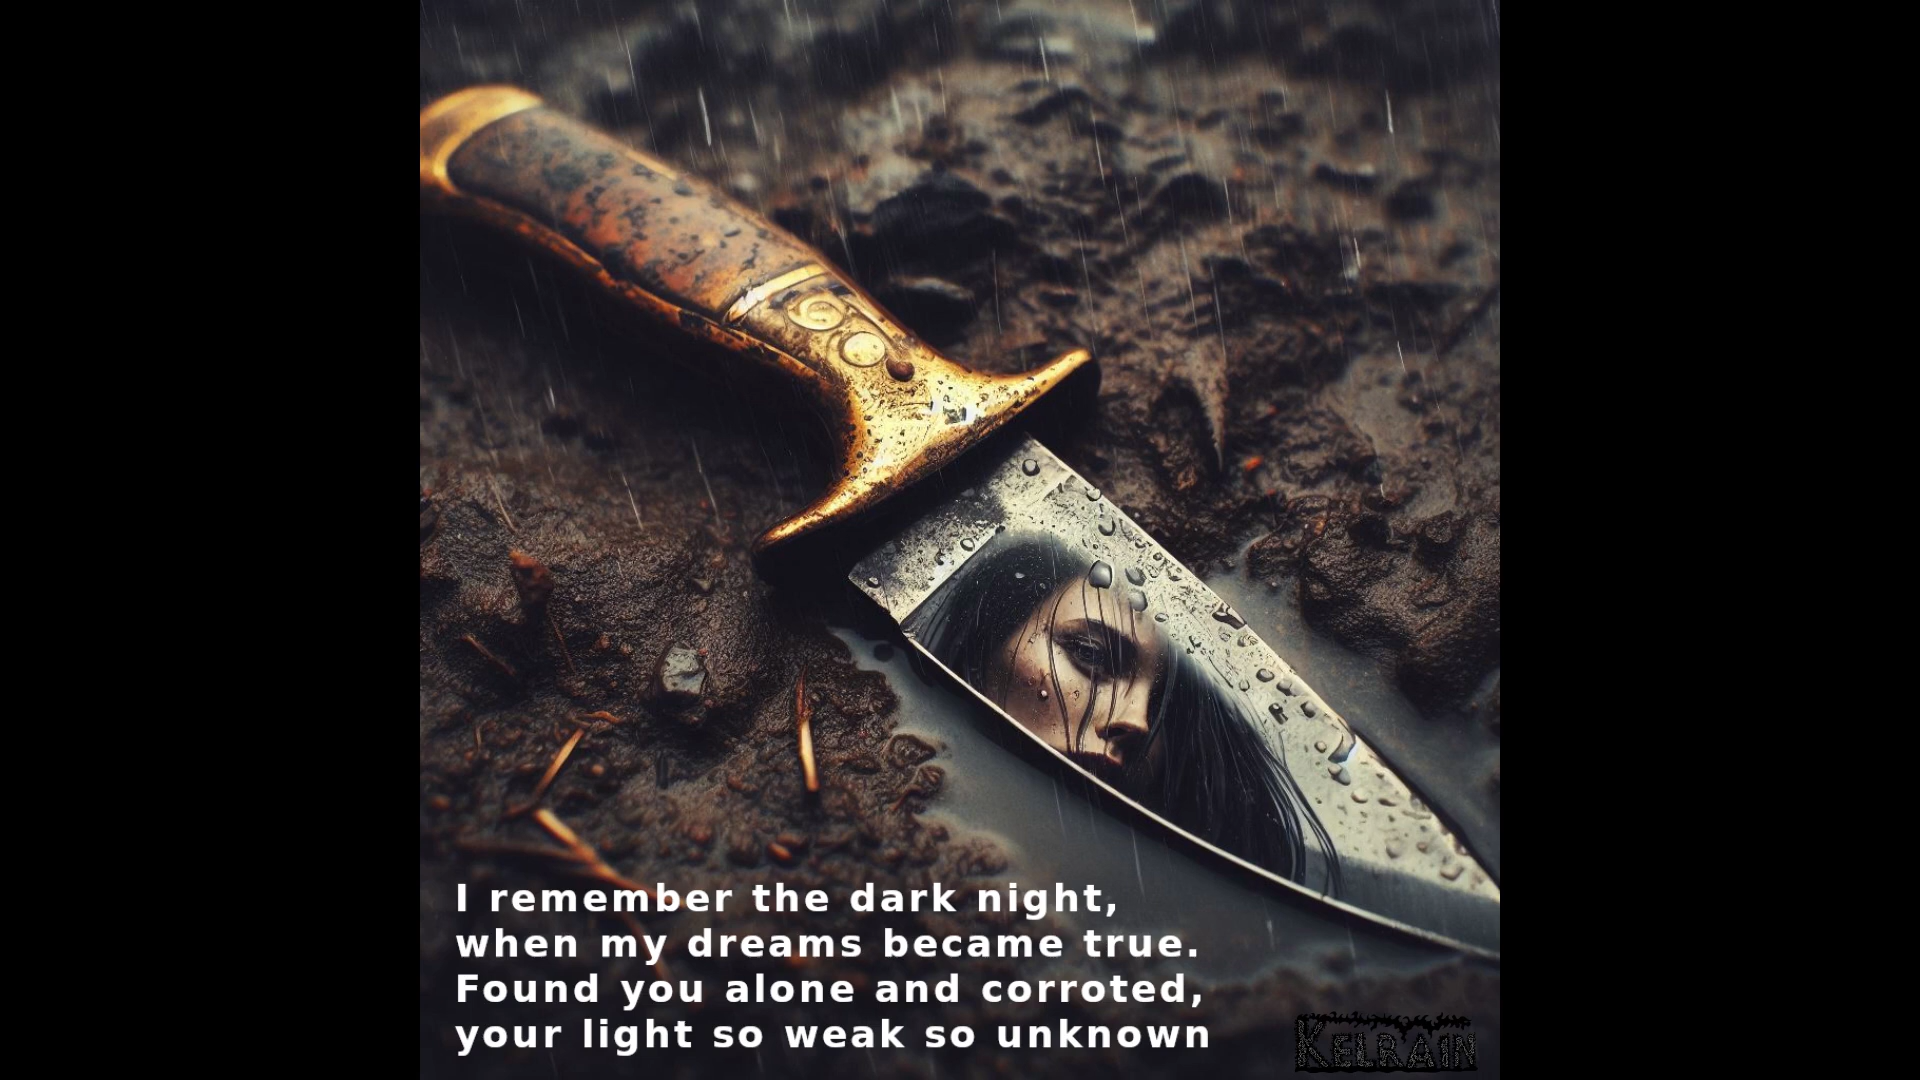 I remember the dark night,
when my dreams became true.
Found you alone and corroted,
your light so weak so unknown
KELRAIN